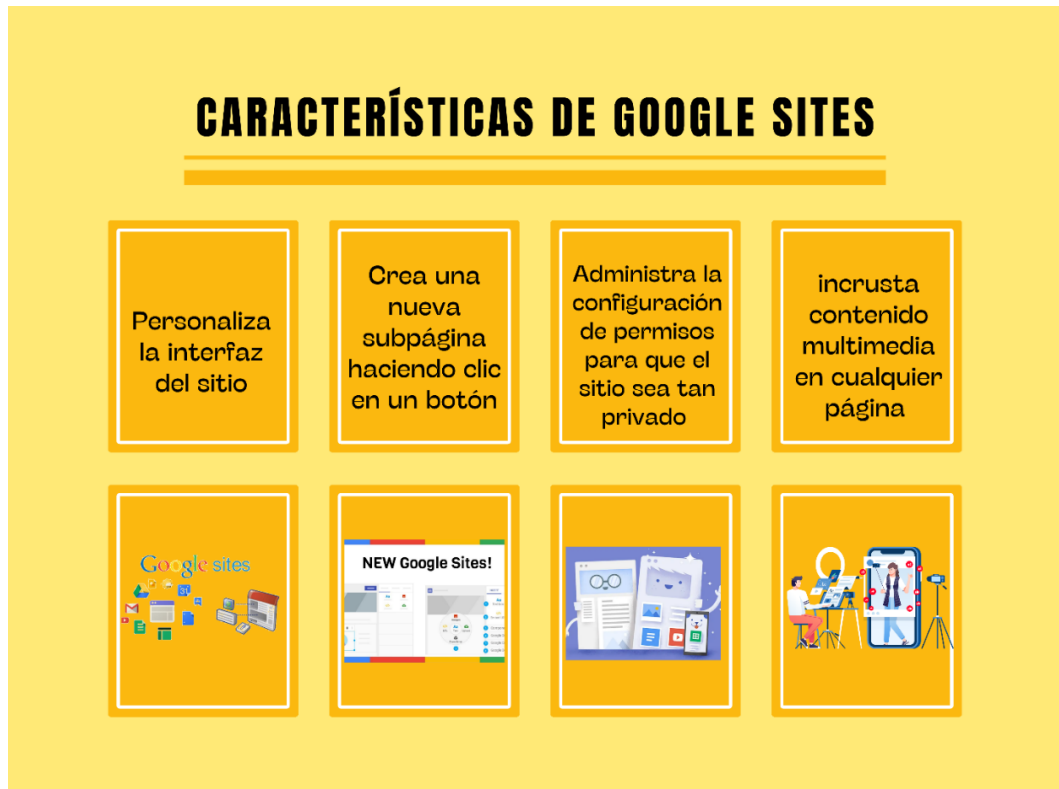 CARACTERÍSTICAS DE GOOGLE SITES
Personaliza
la interfaz
del sitio
Crea una
nueva
subpágina
haciendo clic
en un botón
Administra la
configuración
de permisos
para que el
sitio sea tan
privado
incrusta
contenido
multimedia
en cualquier
página
Google sites
NEW Google Sites!